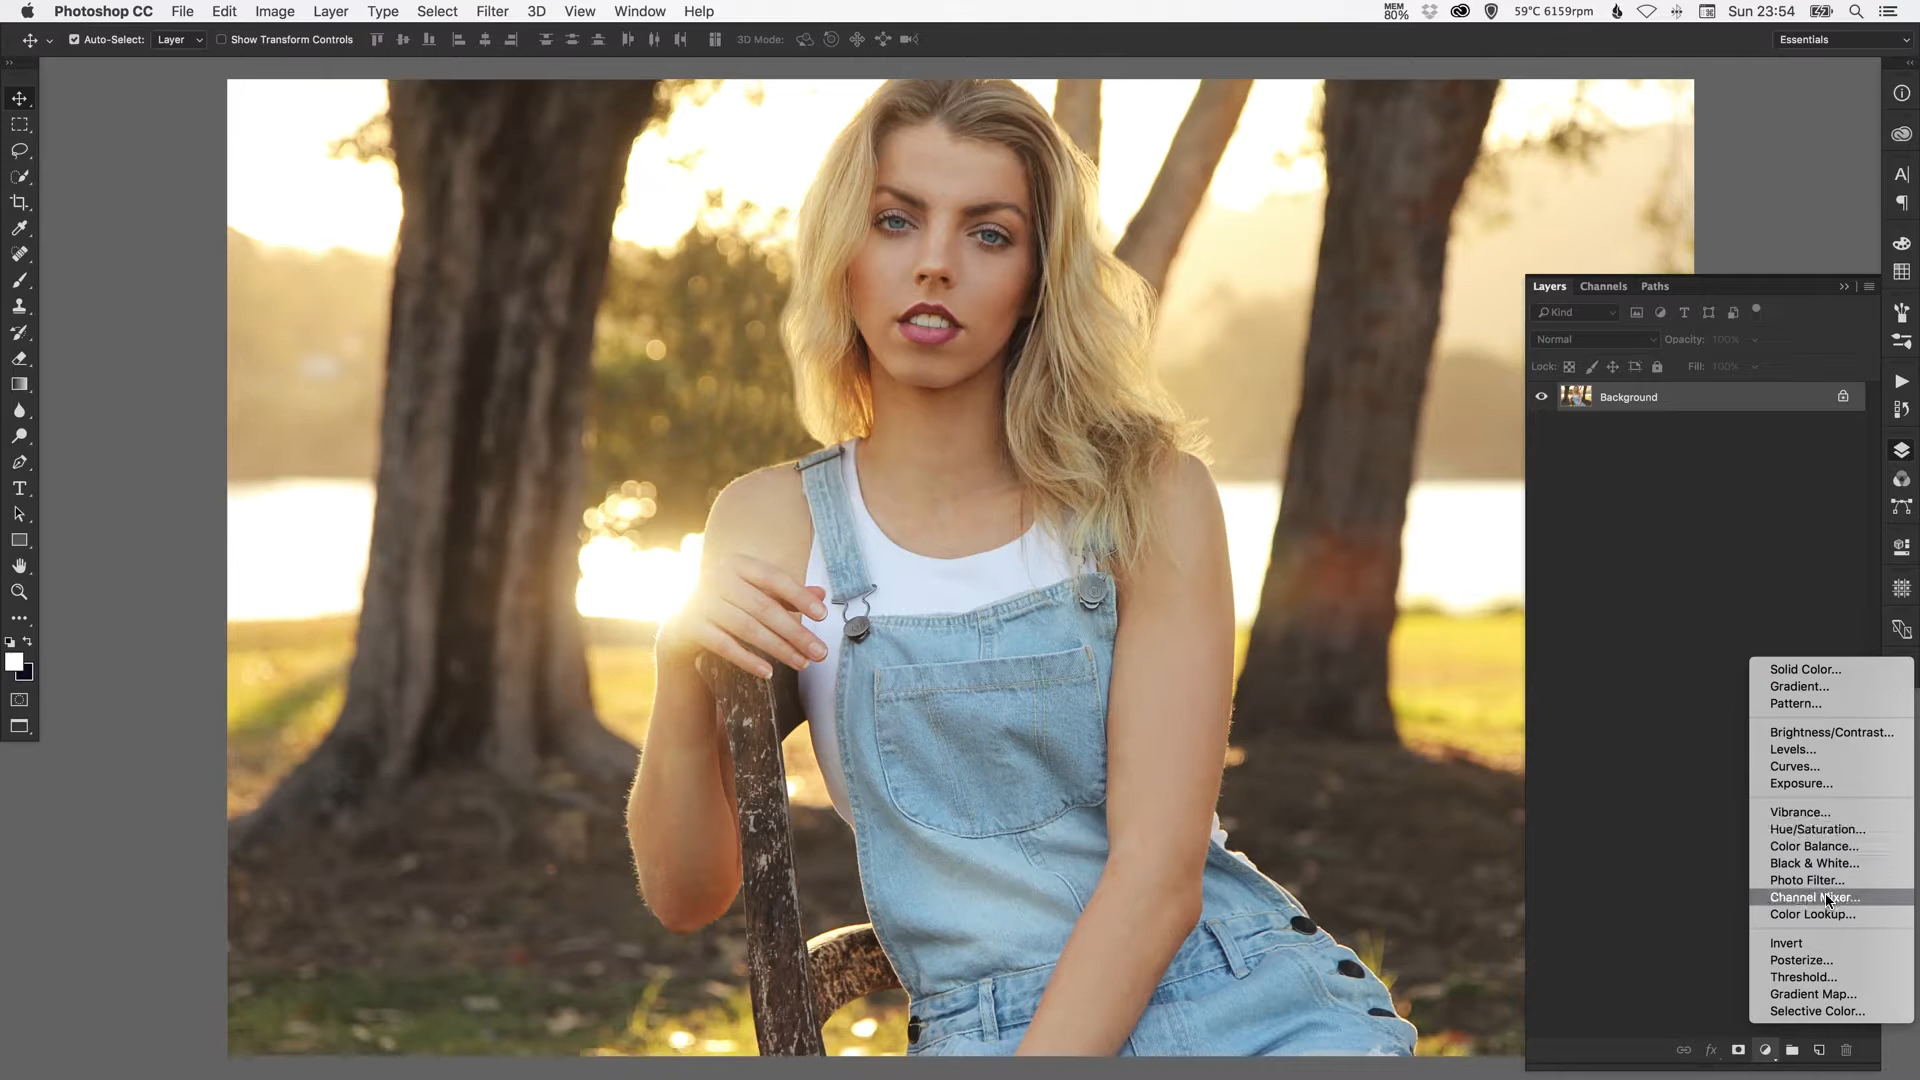 Photoshop CC File Edit Image Layer Type Select Filter 3D View Window Help MEM 80% 59°C 6159rpm Sun 23:54
Auto-Select: Layer Show Transform Controls 3D Mode: Essentials
Layers Channels Paths
Kind
Normal Opacity: 100%
Lock: Fill: 100%
Background
Solid Color...
Gradient...
Pattern...
Brightness/Contrast...
Levels...
Curves...
Exposure...
Vibrance...
Hue/Saturation...
Color Balance...
Black & White...
Photo Filter...
Channel Mixer...
Color Lookup...
Invert
Posterize...
Threshold...
Gradient Map...
Selective Color...
fx